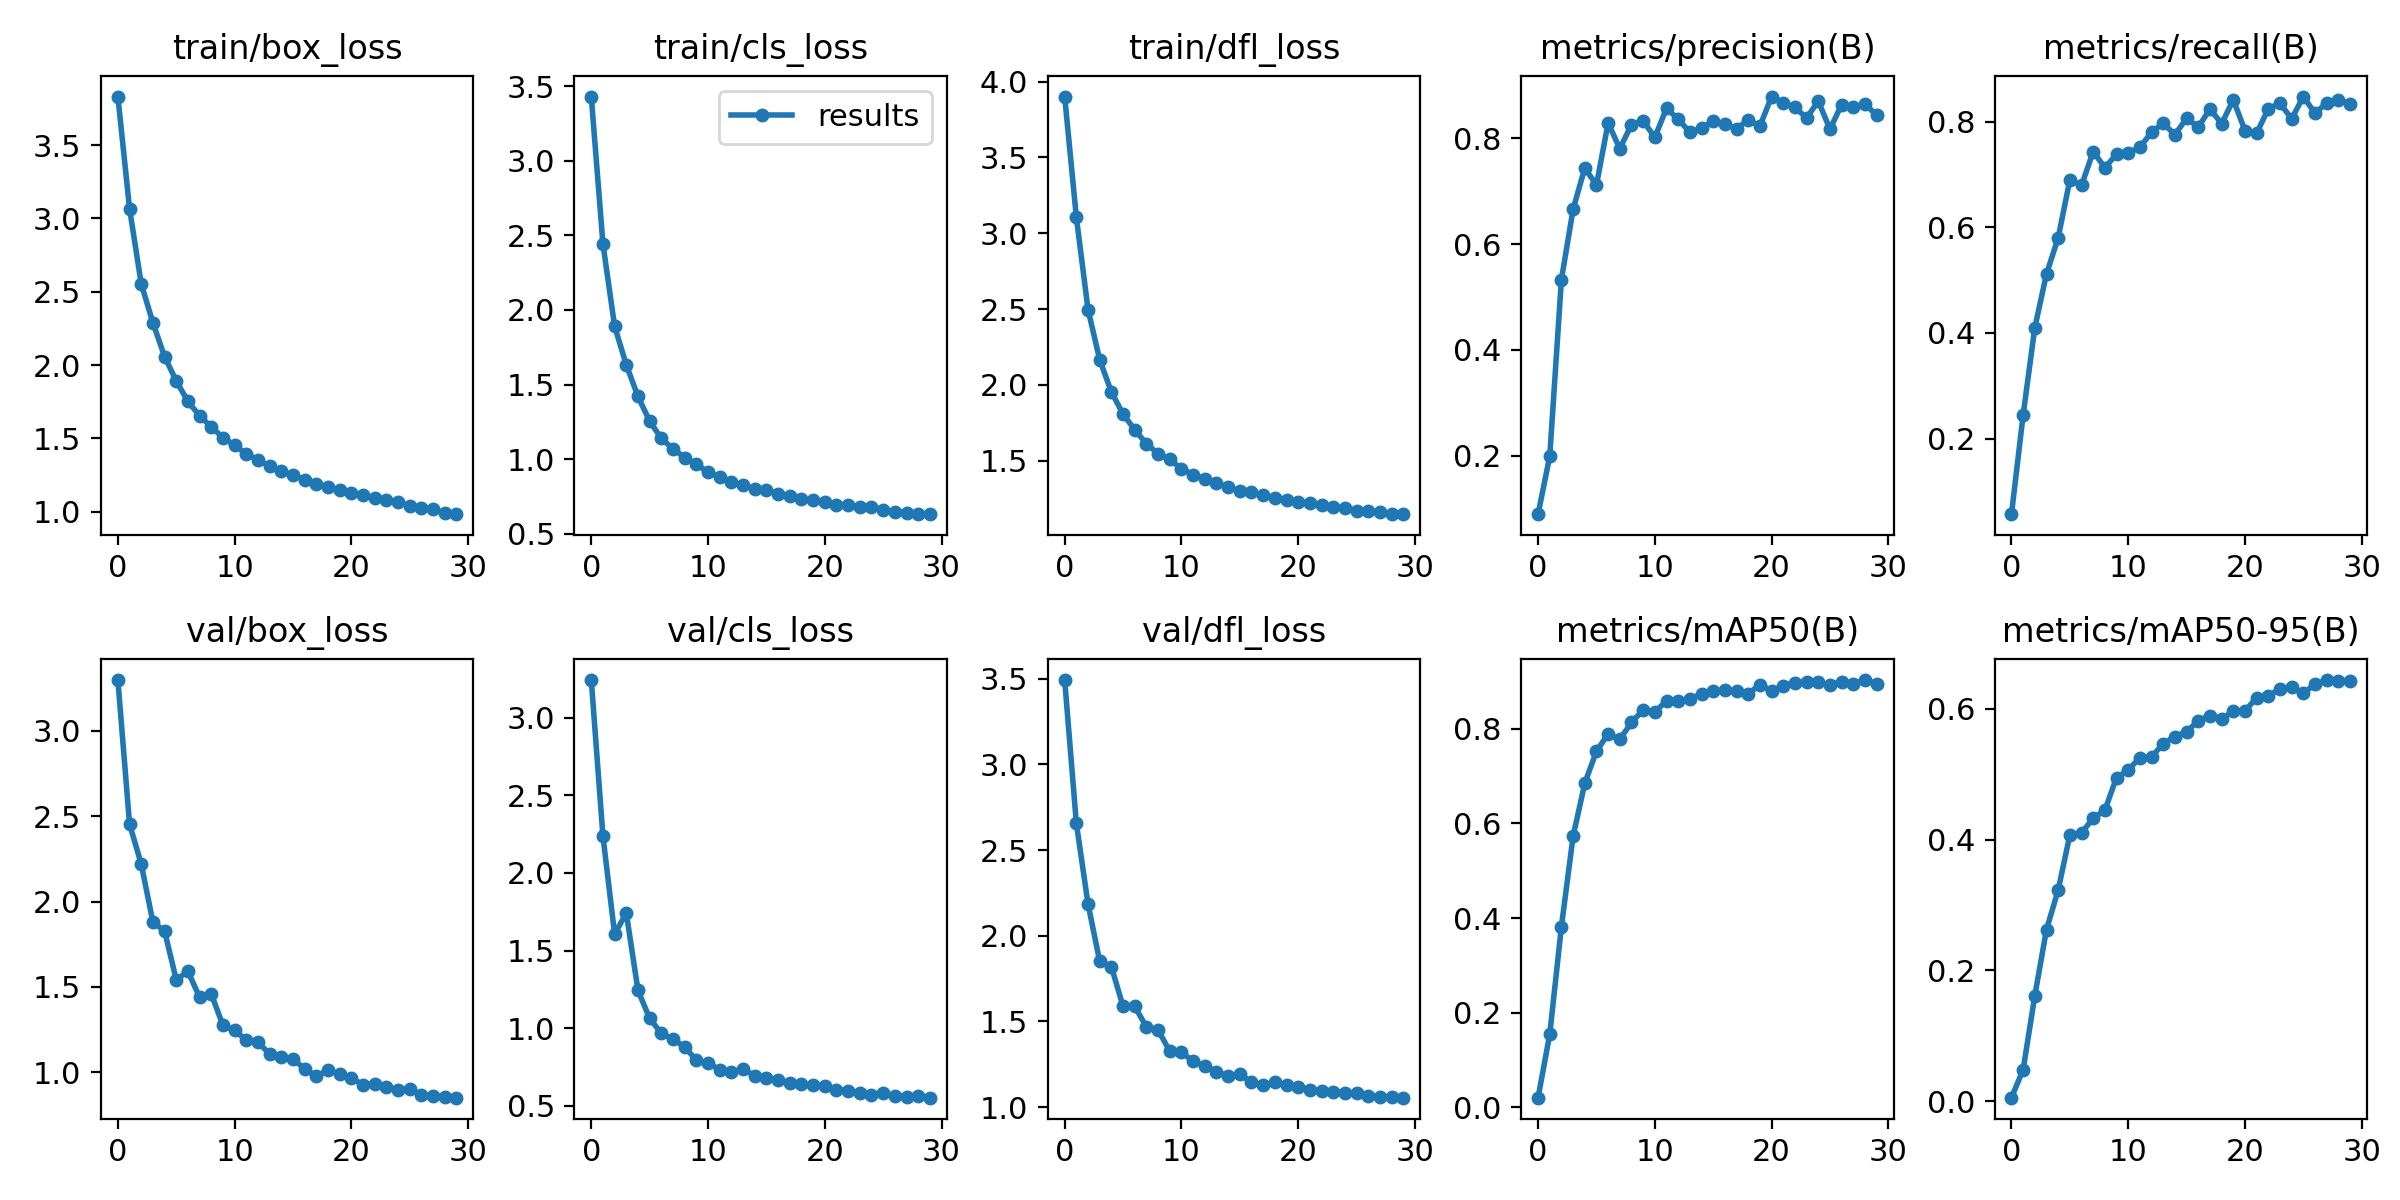 train/box_loss
3.5
3.0
2.5
2.0
1.5
1.0
0 10 20 30
train/cls_loss
results
3.5
3.0
2.5
2.0
1.5
1.0
0.5
0 10 20 30
train/dfl_loss
4.0
3.5
3.0
2.5
2.0
1.5
0 10 20 30
metrics/precision(B)
0.8
0.6
0.4
0.2
0 10 20 30
metrics/recall(B)
0.8
0.6
0.4
0.2
0 10 20 30
val/box_loss
3.0
2.5
2.0
1.5
1.0
0 10 20 30
val/cls_loss
3.0
2.5
2.0
1.5
1.0
0.5
0 10 20 30
val/dfl_loss
3.5
3.0
2.5
2.0
1.5
1.0
0 10 20 30
metrics/mAP50(B)
0.8
0.6
0.4
0.2
0.0
0 10 20 30
metrics/mAP50-95(B)
0.6
0.4
0.2
0.0
0 10 20 30